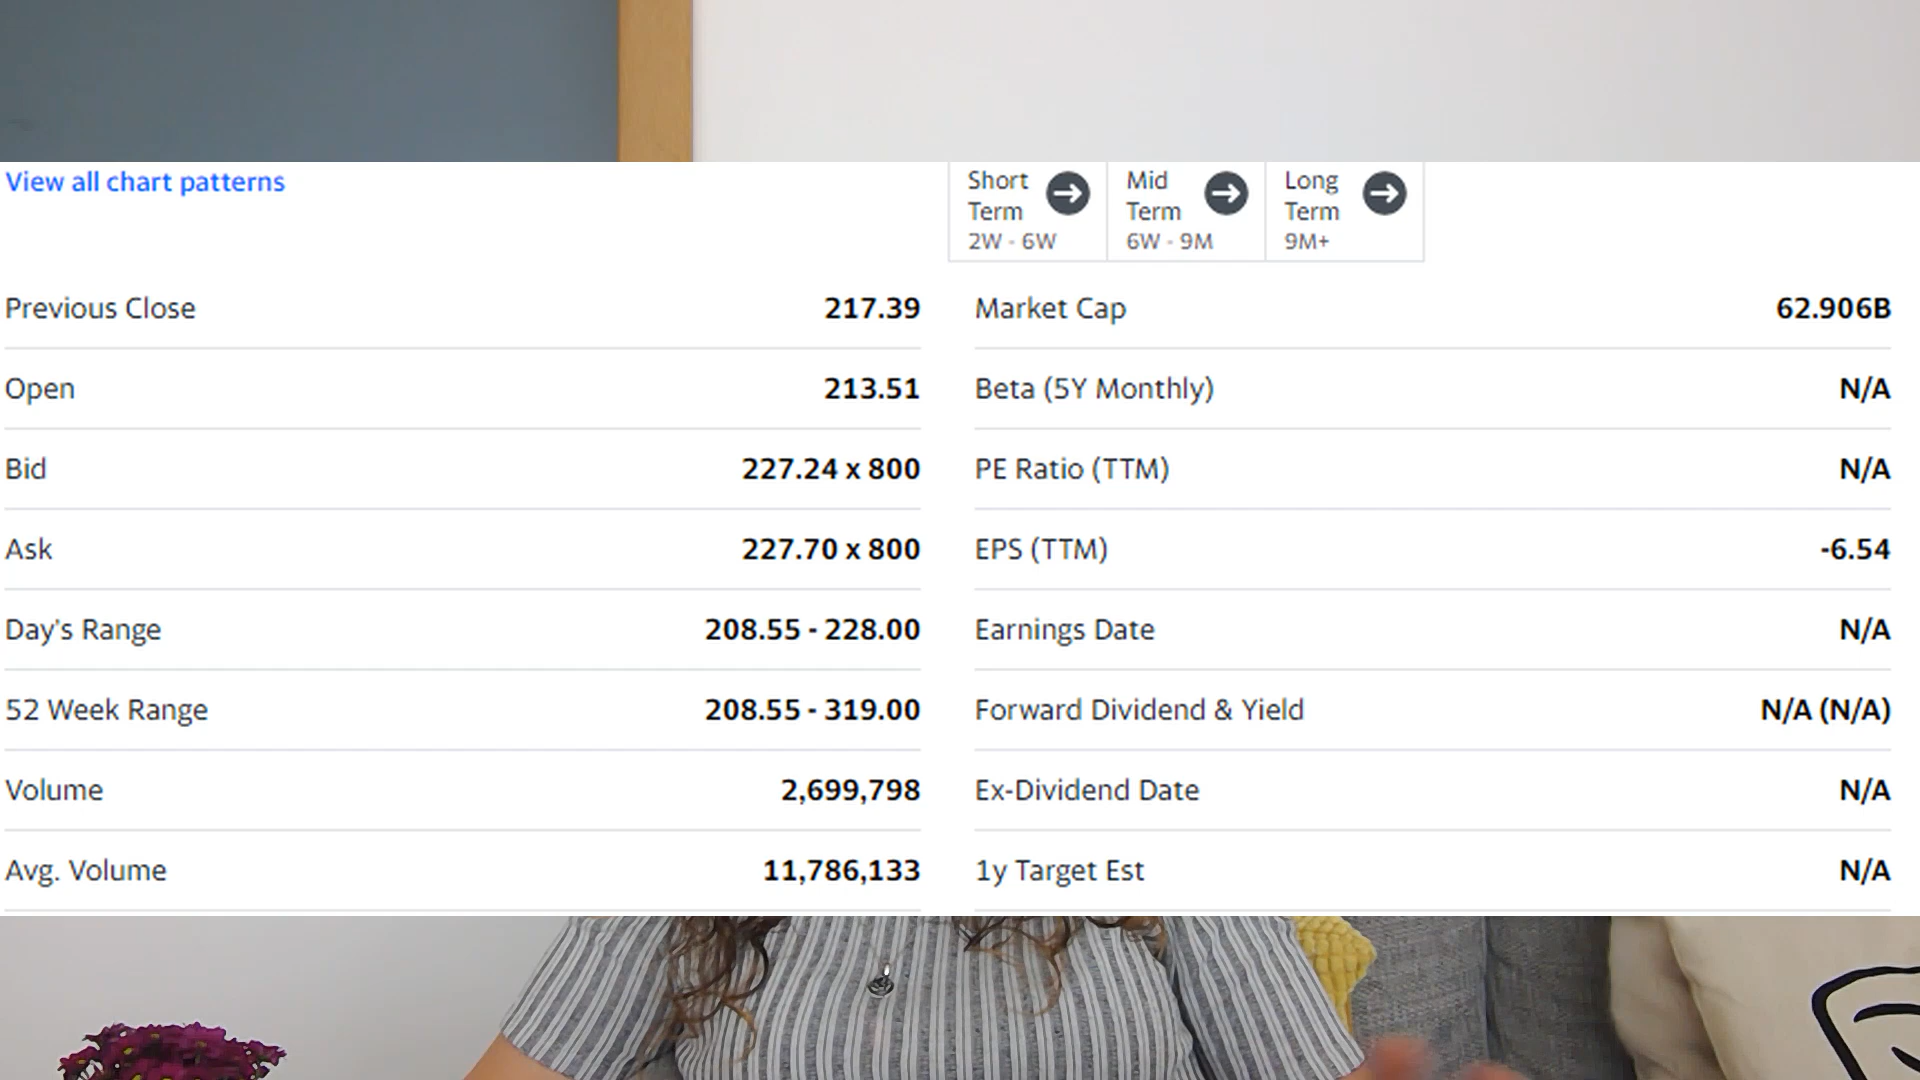 View all chart patterns
Short
Term
2W - 6W
Mid
Term
6W - 9M
Long
Term
9M+
Previous Close 217.39
Open 213.51
Bid 227.24 x 800
Ask 227.70 x 800
Day's Range 208.55 - 228.00
52 Week Range 208.55 - 319.00
Volume 2,699,798
Avg. Volume 11,786,133
Market Cap 62.906B
Beta (5Y Monthly) N/A
PE Ratio (TTM) N/A
EPS (TTM) -6.54
Earnings Date N/A
Forward Dividend & Yield N/A (N/A)
Ex-Dividend Date N/A
1y Target Est N/A